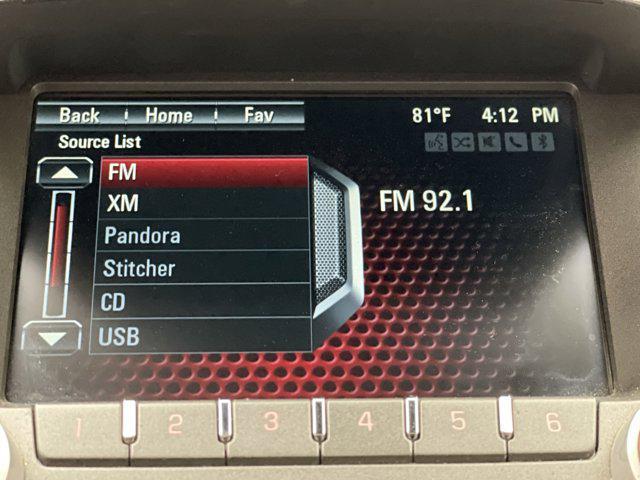 Back Home Fav 81°F 4:12 PM
Source List
FM
XM
Pandora
Stitcher
CD
USB
FM 92.1
1 2 3 4 5 6